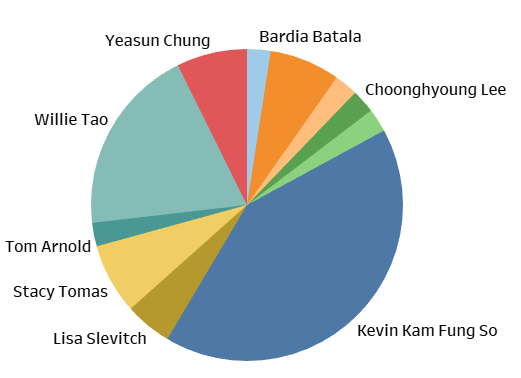 Bardia Batala
Yeasun Chung
Choonghyoung Lee
Willie Tao
Tom Arnold
Stacy Tomas
Kevin Kam Fung So
Lisa Slevitch